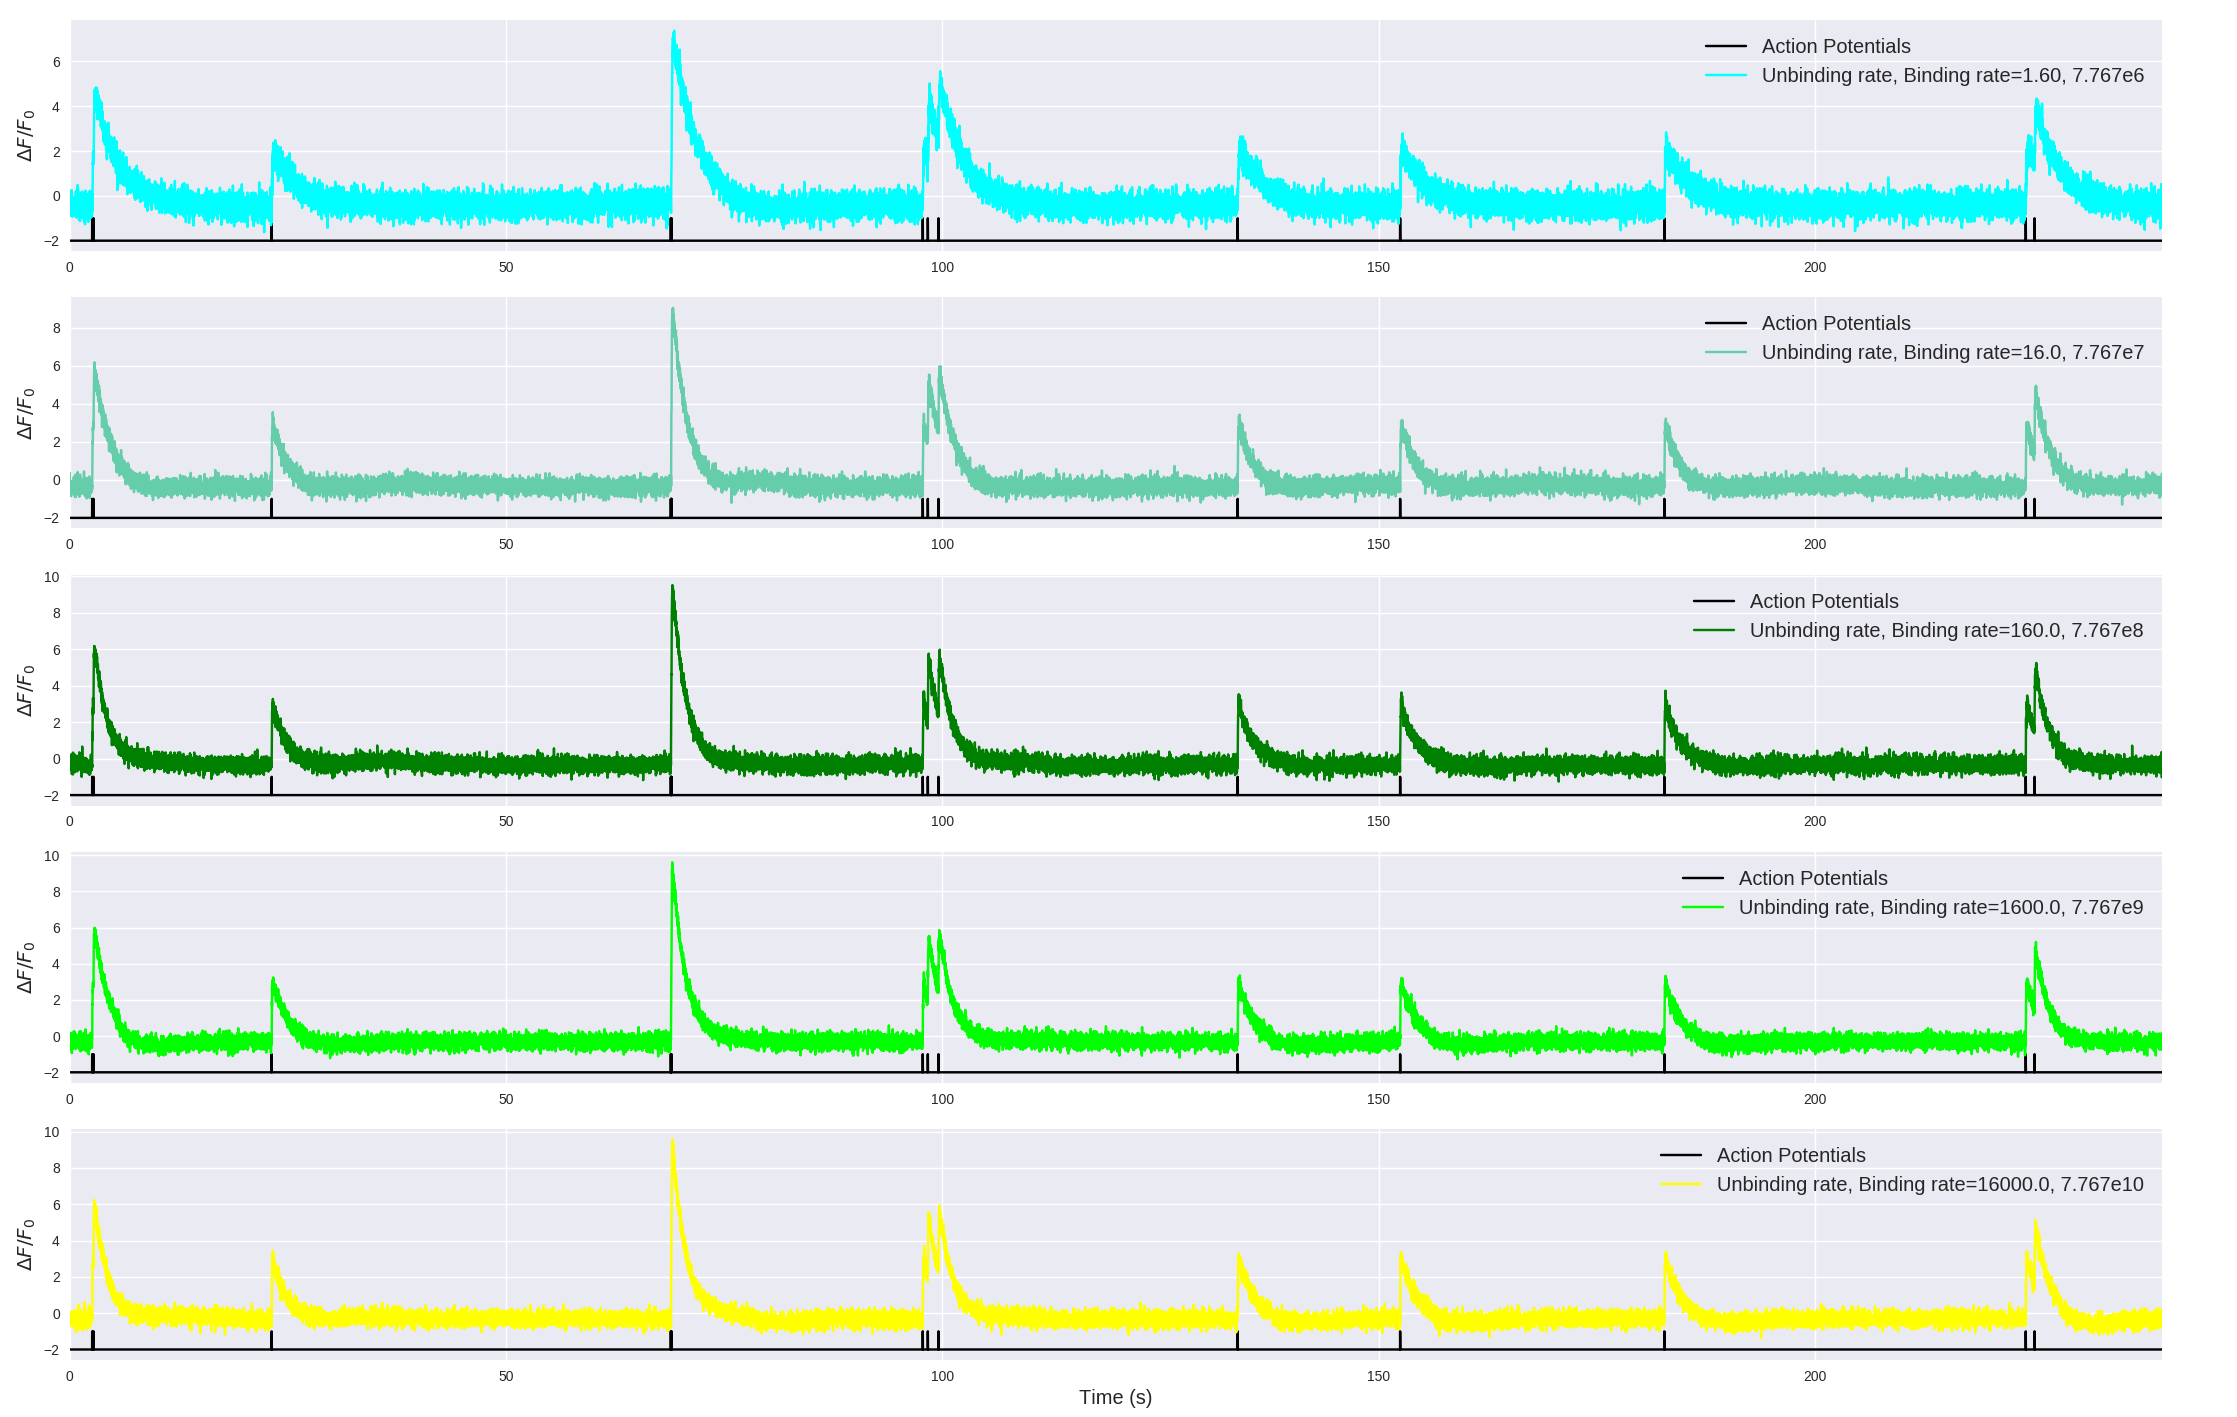 6
4
2
0
−2
ΔF/F0
Action Potentials
Unbinding rate, Binding rate=1.60, 7.767e6
0 50 100 150 200
8
6
4
2
0
−2
ΔF/F0
Action Potentials
Unbinding rate, Binding rate=16.0, 7.767e7
0 50 100 150 200
10
8
6
4
2
0
−2
ΔF/F0
Action Potentials
Unbinding rate, Binding rate=160.0, 7.767e8
0 50 100 150 200
10
8
6
4
2
0
−2
ΔF/F0
Action Potentials
Unbinding rate, Binding rate=1600.0, 7.767e9
0 50 100 150 200
10
8
6
4
2
0
−2
ΔF/F0
Action Potentials
Unbinding rate, Binding rate=16000.0, 7.767e10
0 50 100 150 200
Time (s)